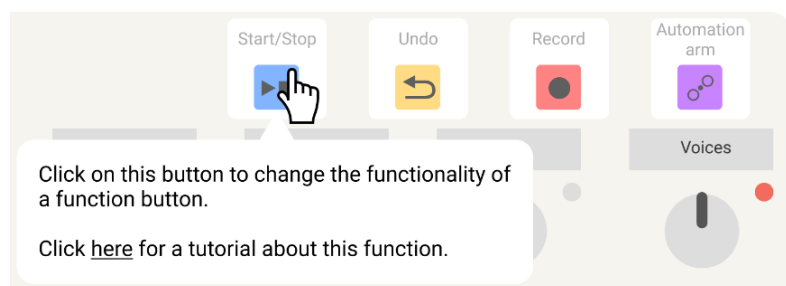 Start/Stop
Undo
Record
Automation
arm
Voices
Click on this button to change the functionality of
a function button.
Click here for a tutorial about this function.